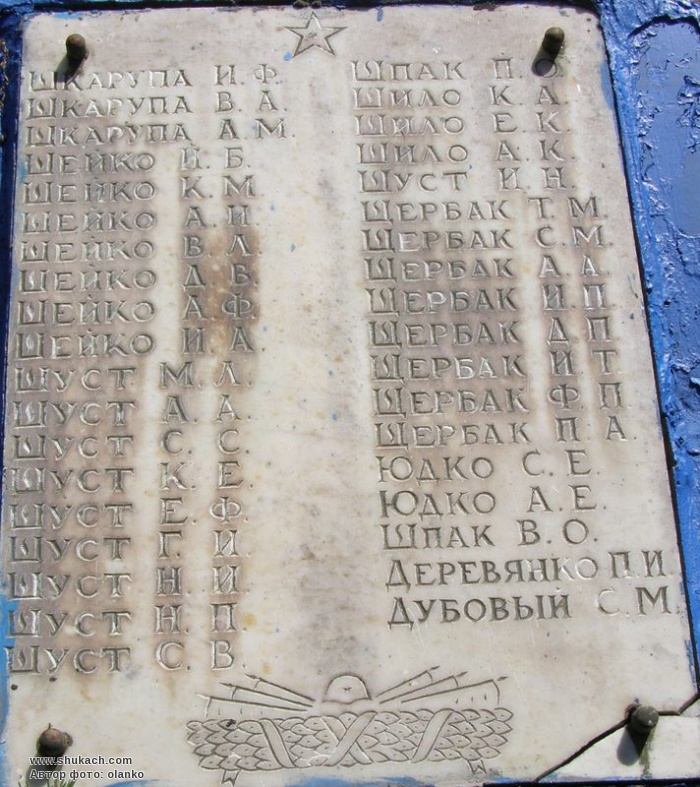 ШКАРУПА И.Ф.
ШКАРУПА В.А.
ШКАРУПА А.М.
ШЕЙКО И.Б.
ШЕЙКО К.М.
ШЕЙКО А.И.
ШЕЙКО В.Л.
ШЕЙКО Д.В.
ШЕЙКО А.Ф.
ШЕЙКО И.А.
ШУСТ М.Л.
ШУСТ А.А.
ШУСТ С.С.
ШУСТ К.Е.
ШУСТ Е.Ф.
ШУСТ Г.И.
ШУСТ Н.И.
ШУСТ Н.П.
ШУСТ С.В.
ШПАК П.О.
ШИЛО К.А.
ШИЛО Е.К.
ШИЛО А.К.
ШУСТ И.Н.
ЩЕРБАК Т.М.
ЩЕРБАК С.М.
ЩЕРБАК А.А.
ЩЕРБАК И.П.
ЩЕРБАК Д.П.
ЩЕРБАК И.Т.
ЩЕРБАК Ф.П.
ЩЕРБАК П.А.
ЮДКО С.Е.
ЮДКО А.Е.
ШПАК В.О.
ДЕРЕВЯНКО П.И.
ДУБОВЫЙ С.М.
www.shukach.com
Автор фото: olanko